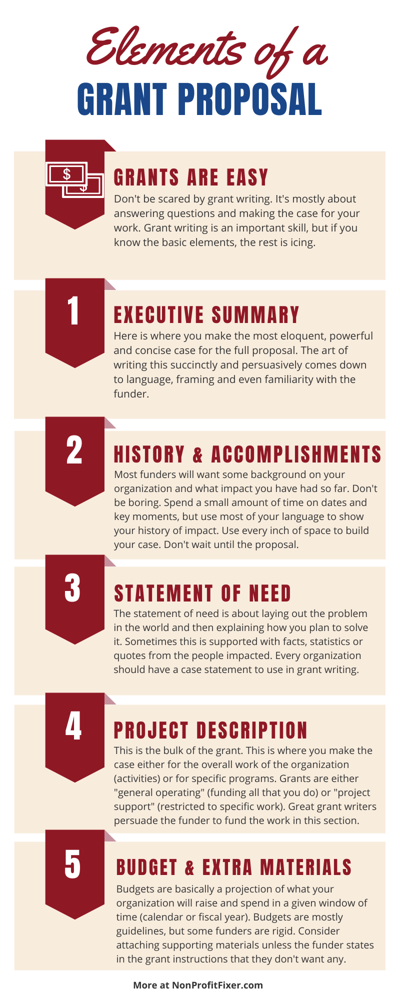 Elements of a
GRANT PROPOSAL
$
$
GRANTS ARE EASY
Don't be scared by grant writing. It's mostly about
answering questions and making the case for your
work. Grant writing is an important skill, but if you
know the basic elements, the rest is icing.
1
EXECUTIVE SUMMARY
Here is where you make the most eloquent, powerful
and concise case for the full proposal. The art of
writing this succinctly and persuasively comes down
to language, framing and even familiarity with the
funder.
2
HISTORY & ACCOMPLISHMENTS
Most funders will want some background on your
organization and what impact you have had so far. Don't
be boring. Spend a small amount of time on dates and
key moments, but use most of your language to show
your history of impact. Use every inch of space to build
your case. Don't wait until the proposal.
3
STATEMENT OF NEED
The statement of need is about laying out the problem
in the world and then explaining how you plan to solve
it. Sometimes this is supported with facts, statistics or
quotes from the people impacted. Every organization
should have a case statement to use in grant writing.
4
PROJECT DESCRIPTION
This is the bulk of the grant. This is where you make the
case either for the overall work of the organization
(activities) or for specific programs. Grants are either
"general operating" (funding all that you do) or "project
support" (restricted to specific work). Great grant writers
persuade the funder to fund the work in this section.
5
BUDGET & EXTRA MATERIALS
Budgets are basically a projection of what your
organization will raise and spend in a given window of
time (calendar or fiscal year). Budgets are mostly
guidelines, but some funders are rigid. Consider
attaching supporting materials unless the funder states
in the grant instructions that they don't want any.
More at NonProfitFixer.com